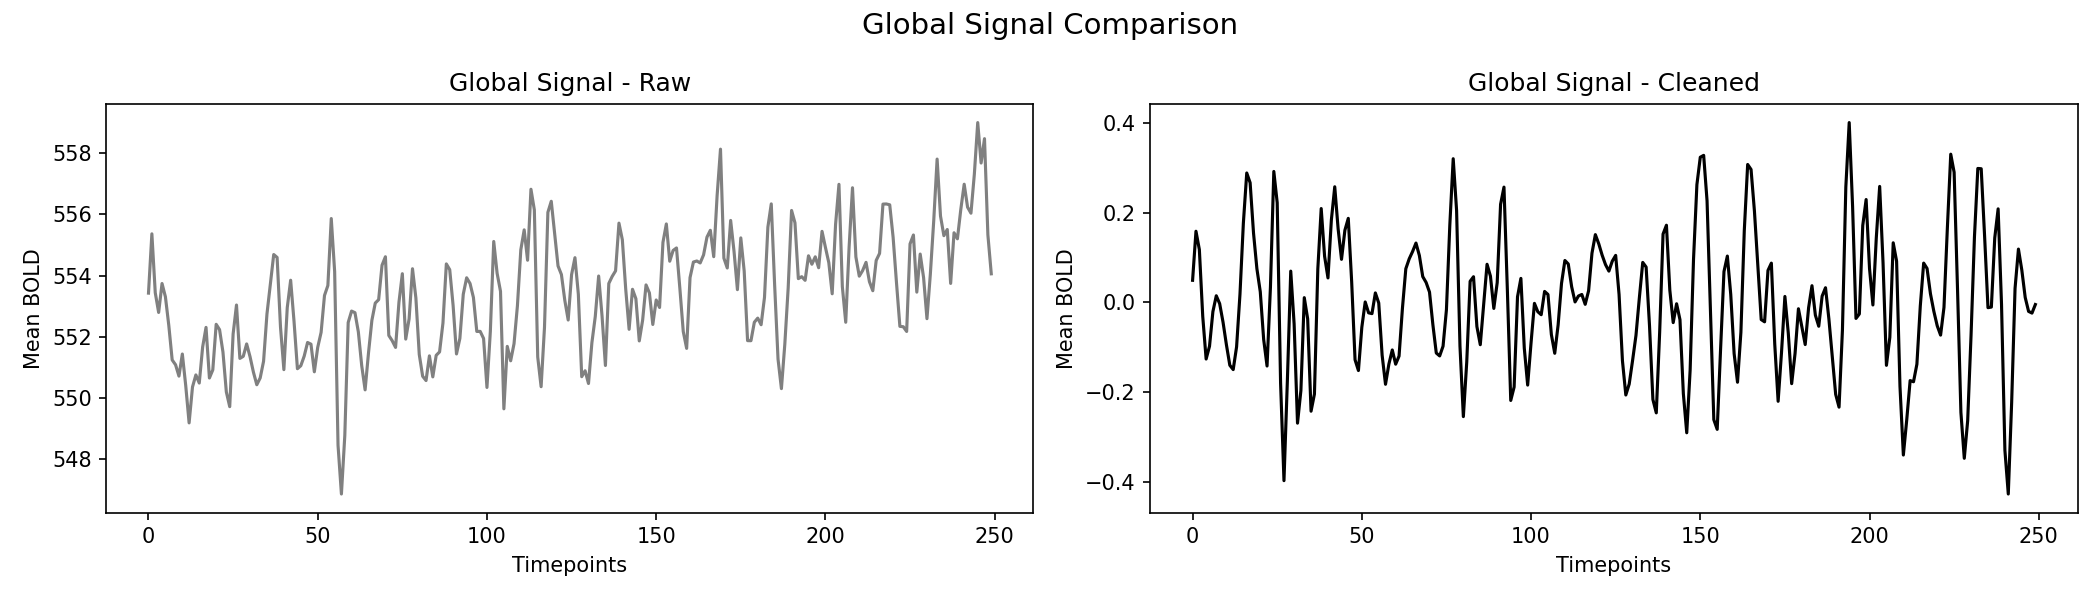 Global Signal Comparison
Global Signal - Raw
Mean BOLD
558
556
554
552
550
548
0 50 100 150 200 250
Timepoints
Global Signal - Cleaned
Mean BOLD
0.4
0.2
0.0
−0.2
−0.4
0 50 100 150 200 250
Timepoints